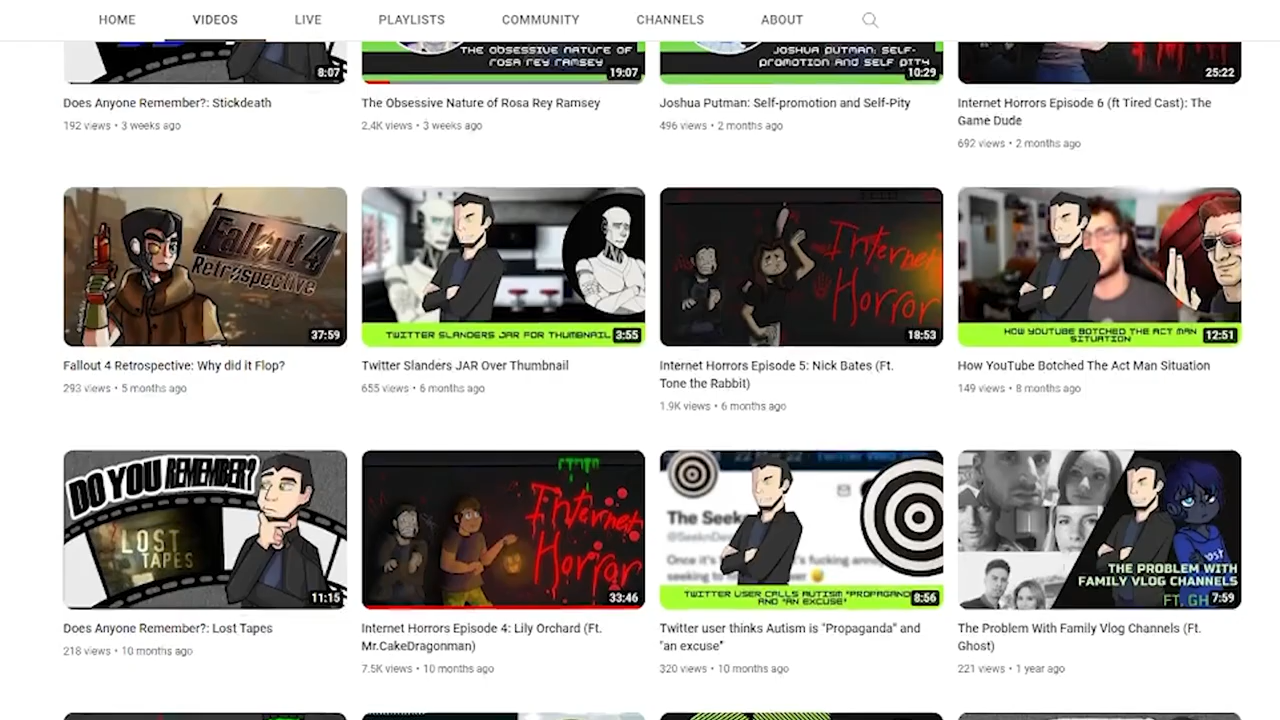 HOME
VIDEOS
LIVE
PLAYLISTS
COMMUNITY
CHANNELS
ABOUT
8:07
THE OBSESSIVE NATURE OF
ROSA REY RAMSEY
19:07
JOSHUA PUTMAN: SELF-
PROMOTION AND SELF PITY
10:29
25:22
Does Anyone Remember?: Stickdeath
192 views • 3 weeks ago
The Obsessive Nature of Rosa Rey Ramsey
2.4K views • 3 weeks ago
Joshua Putman: Self-promotion and Self-Pity
496 views • 2 months ago
Internet Horrors Episode 6 (ft Tired Cast): The
Game Dude
692 views • 2 months ago
Fallout 4
Retrospective
37:59
TWITTER SLANDERS JAR FOR THUMBNAIL
3:55
Internet
Horror
18:53
HOW YOUTUBE BOTCHED THE ACT MAN
SITUATION
12:51
Fallout 4 Retrospective: Why did it Flop?
293 views • 5 months ago
Twitter Slanders JAR Over Thumbnail
655 views • 6 months ago
Internet Horrors Episode 5: Nick Bates (Ft.
Tone the Rabbit)
1.9K views • 6 months ago
How YouTube Botched The Act Man Situation
149 views • 8 months ago
DO YOU REMEMBER?
LOST
TAPES
11:15
Internet
Horror
33:46
The Seek
Once it's
's fucking
seeking to
TWITTER USER CALLS AUTISM "PROPAGAND
AND "AN EXCUSE"
8:56
THE PROBLEM WITH
FAMILY VLOG CHANNELS
FT. GH
7:59
Does Anyone Remember?: Lost Tapes
218 views • 10 months ago
Internet Horrors Episode 4: Lily Orchard (Ft.
Mr.CakeDragonman)
7.5K views • 10 months ago
Twitter user thinks Autism is "Propaganda" and
"an excuse"
320 views • 10 months ago
The Problem With Family Vlog Channels (Ft.
Ghost)
221 views • 1 year ago